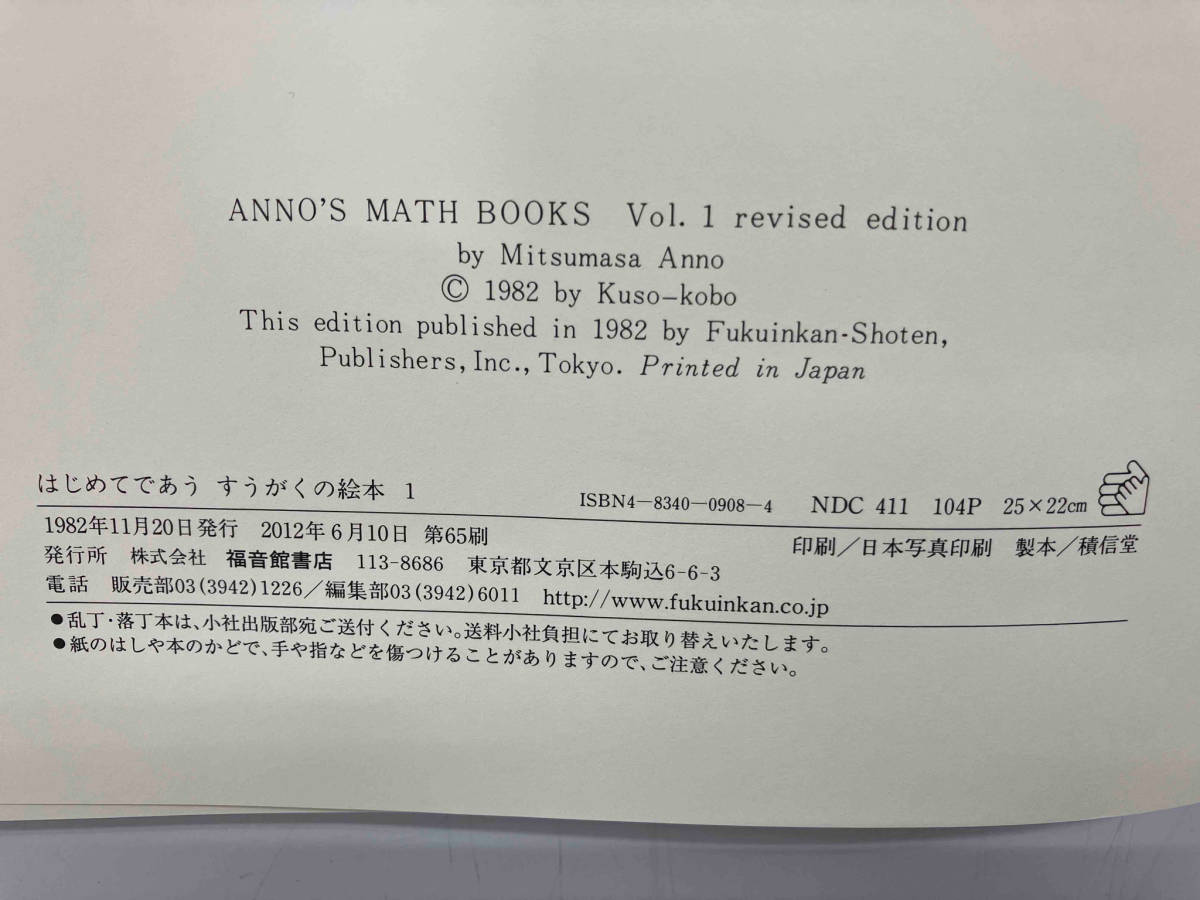 ANNO'S MATH BOOKS Vol. 1 revised edition
by Mitsumasa Anno
© 1982 by Kuso–kobo
This edition published in 1982 by Fukuinkan-Shoten,
Publishers, Inc., Tokyo. Printed in Japan
はじめてであう すうがくの絵本 1
ISBN4–8340–0908–4 NDC 411 104P 25×22cm
1982年11月20日発行 2012年6月10日 第65刷
印刷/日本写真印刷 製本/積信堂
発行所 株式会社 福音館書店 113-8686 東京都文京区本駒込6-6-3
電話 販売部03(3942)1226/編集部03(3942)6011 http://www.fukuinkan.co.jp
●乱丁・落丁本は、小社出版部宛ご送付ください。送料小社負担にてお取り替えいたします。
●紙のはしや本のかどで、手や指などを傷つけることがありますので、ご注意ください。